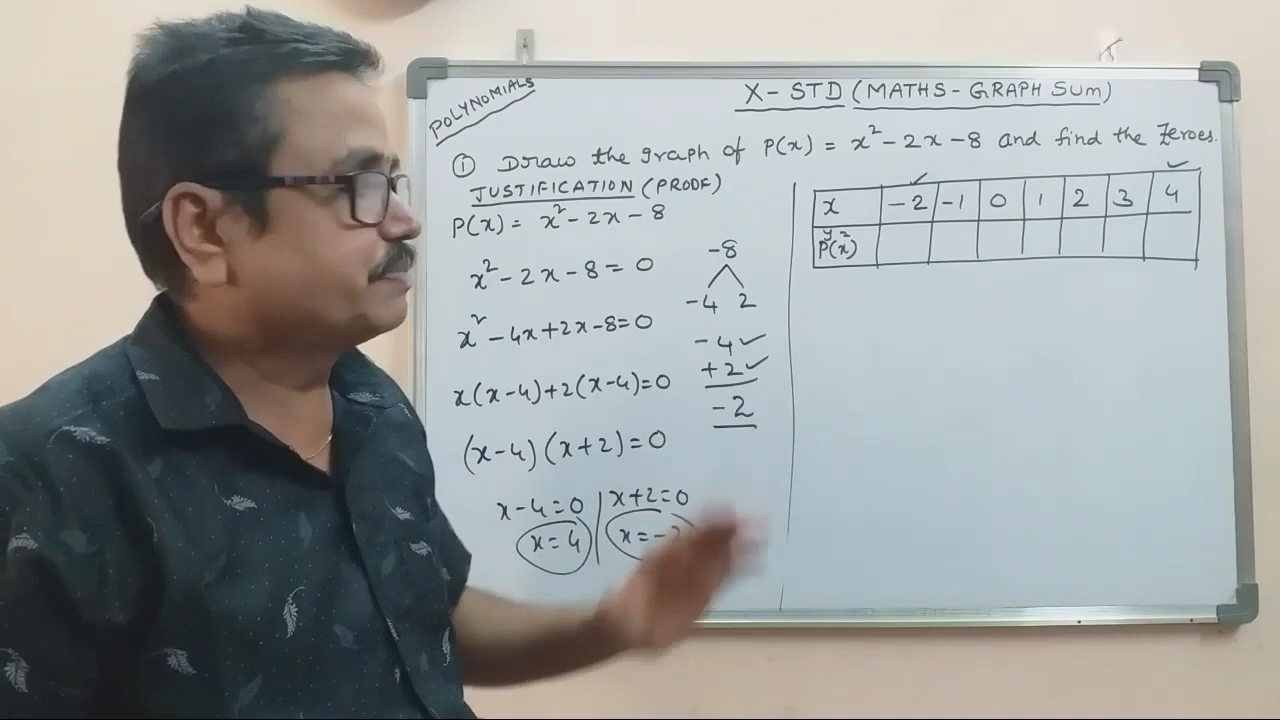 POLYNOMIALS
X-STD (MATHS-GRAPH SUM)
① Draw the graph of P(x) = x² - 2x - 8 and find the Zeroes.
JUSTIFICATION (PROOF)
P(x) = x² - 2x - 8
x² - 2x - 8 = 0
x² - 4x + 2x - 8 = 0
x(x-4)+2(x-4)=0
(x-4)(x+2)=0
x-4=0 | x+2=0
x=4 | x=-2
-8
-4 2
-4 ✓
+2 ✓
-2
x -2 -1 0 1 2 3 4
P(x)